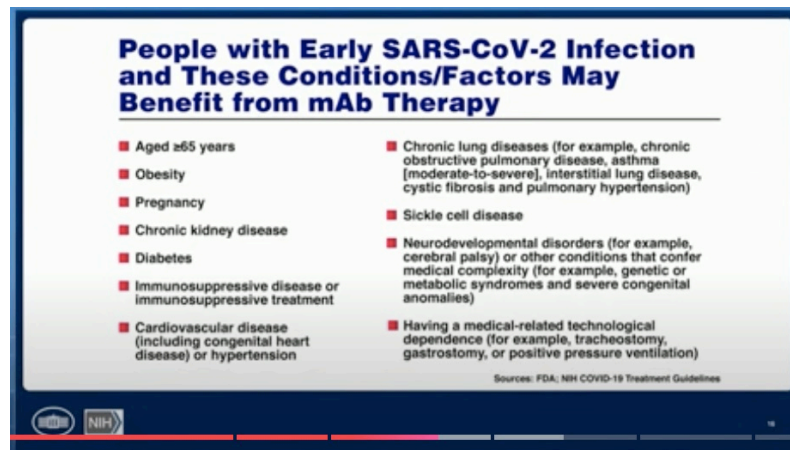 People with Early SARS-CoV-2 Infection
and These Conditions/Factors May
Benefit from mAb Therapy
Aged ≥65 years
Obesity
Pregnancy
Chronic kidney disease
Diabetes
Immunosuppressive disease or
immunosuppressive treatment
Cardiovascular disease
(including congenital heart
disease) or hypertension
Chronic lung diseases (for example, chronic
obstructive pulmonary disease, asthma
[moderate-to-severe], interstitial lung disease,
cystic fibrosis and pulmonary hypertension)
Sickle cell disease
Neurodevelopmental disorders (for example,
cerebral palsy) or other conditions that confer
medical complexity (for example, genetic or
metabolic syndromes and severe congenital
anomalies)
Having a medical-related technological
dependence (for example, tracheostomy,
gastrostomy, or positive pressure ventilation)
Sources: FDA; NIH COVID-19 Treatment Guidelines
NIH